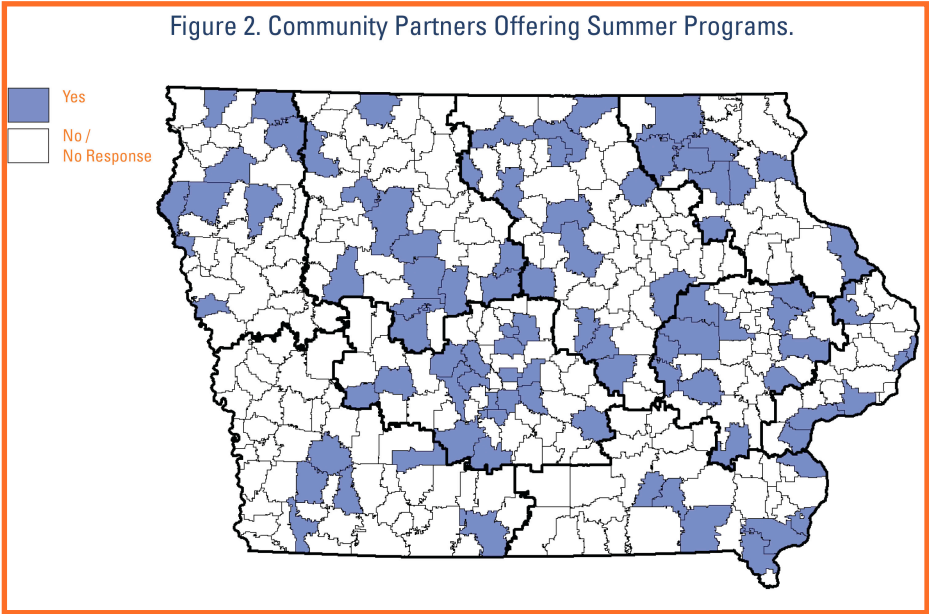 Figure 2. Community Partners Offering Summer Programs.
Yes
No /
No Response